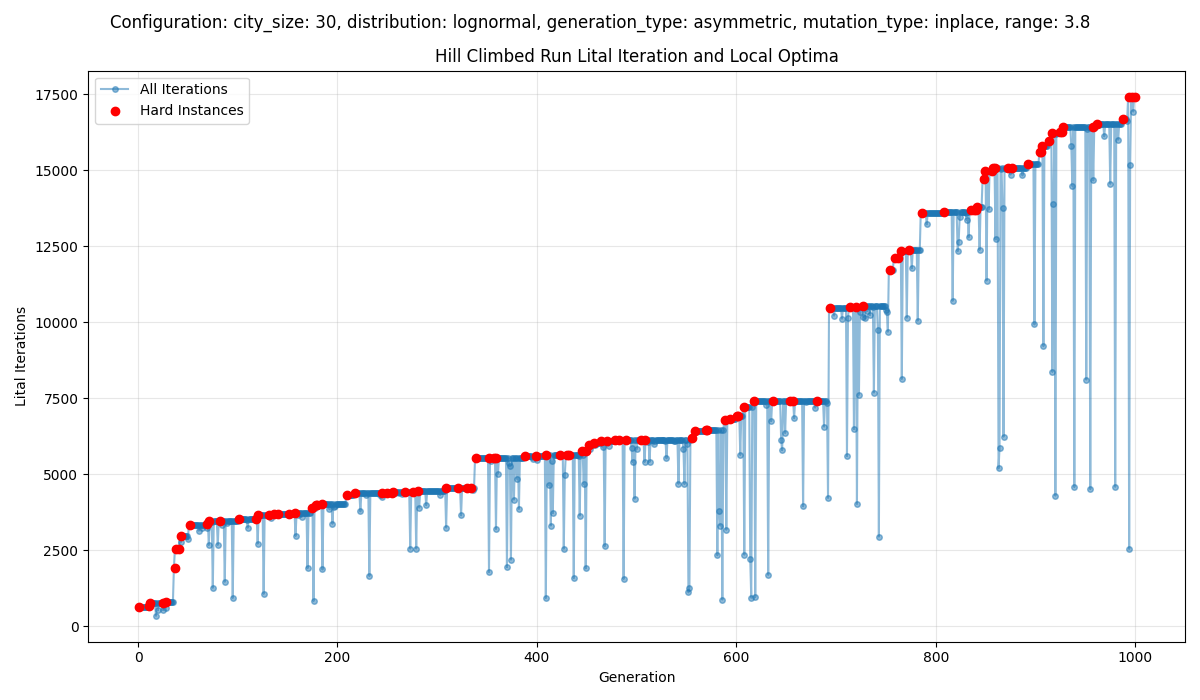 Configuration: city_size: 30, distribution: lognormal, generation_type: asymmetric, mutation_type: inplace, range: 3.8
Hill Climbed Run Lital Iteration and Local Optima
All Iterations
Hard Instances
17500
15000
12500
10000
7500
5000
2500
0
Lital Iterations
0 200 400 600 800 1000
Generation